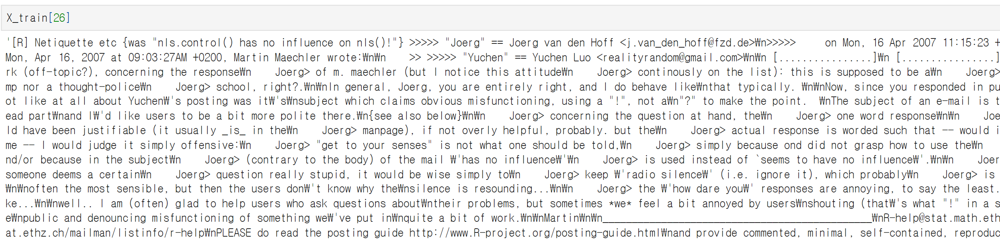 X_train[26]
'[R] Netiquette etc {was "nls.control() has no influence on nls()!"} >>>>> "Joerg" == Joerg van den Hoff <j.van_den_hoff@fzd.de>₩n>>>>>     on Mon, 16 Apr 2007 11:15:23 +
Mon, Apr 16, 2007 at 09:03:27AM +0200, Martin Maechler wrote:₩n₩n    >> >>>>> "Yuchen" == Yuchen Luo <realityrandom@gmail.com>₩n₩n [................]₩n [................]
rk (off-topic?), concerning the response₩n    Joerg> of m. maechler (but I notice this attitude₩n    Joerg> continously on the list): this is supposed to be a₩n    Joerg>
mp nor a thought-police₩n    Joerg> school, right?.₩n₩nIn general, Joerg, you are entirely right, and I do behave like₩nthat typically. ₩n₩nNow, since you responded in pu
ot like at all about Yuchen₩'s posting was it₩'s₩nsubject which claims obvious misfunctioning, using a "!", not a₩n"?" to make the point.  ₩nThe subject of an e-mail is t
ead part₩nand I₩'d like users to be a bit more polite there.₩n{see also below}₩n₩n    Joerg> concerning the question at hand, the₩n    Joerg> one word response₩n₩n    Joe
ld have been justifiable (it usually _is_ in the₩n    Joerg> manpage), if not overly helpful, probably. but the₩n    Joerg> actual response is worded such that -- would i
me -- I would judge it simply offensive:₩n    Joerg> "get to your senses" is not what one should be told,₩n    Joerg> simply because ond did not grasp how to use the₩n
nd/or because in the subject₩n    Joerg> (contrary to the body) of the mail ₩'has no influence₩'₩n    Joerg> is used instead of `seems to have no influence₩'.₩n₩n    Joer
someone deems a certain₩n    Joerg> question really stupid, it would be wise simply to₩n    Joerg> keep ₩'radio silence₩' (i.e. ignore it), which probably₩n    Joerg> is
₩n₩noften the most sensible, but then the users don₩'t know why the₩nsilence is resounding...₩n₩n    Joerg> the ₩'how dare you₩' responses are annoying, to say the least.
ke...₩n₩nwell.. I am (often) glad to help users who ask questions about₩ntheir problems, but sometimes *we* feel a bit annoyed by users₩nshouting (that₩'s what "!" in a s
e₩npublic and denouncing misfunctioning of something we₩'ve put in₩nquite a bit of work.₩n₩nMartin₩n₩n______________________________________________₩nR-help@stat.math.eth
at.ethz.ch/mailman/listinfo/r-help₩nPLEASE do read the posting guide http://www.R-project.org/posting-guide.html₩nand provide commented, minimal, self-contained, reproduc